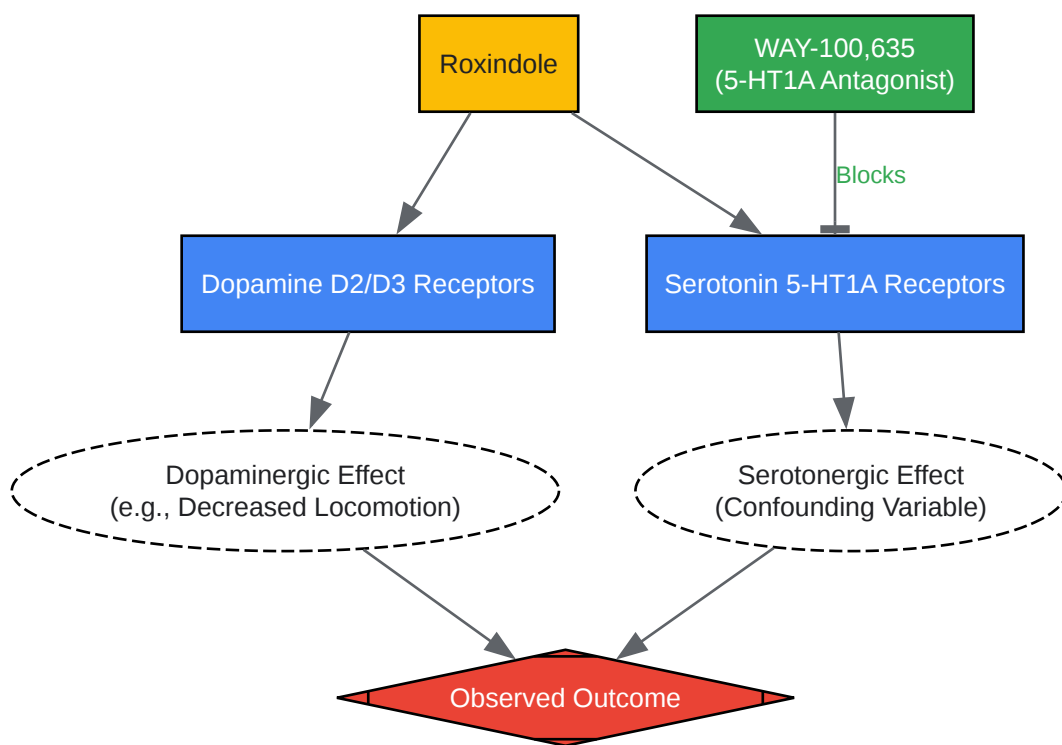 Roxindole
WAY-100,635
(5-HT1A Antagonist)
Blocks
Dopamine D2/D3 Receptors
Serotonin 5-HT1A Receptors
Dopaminergic Effect
(e.g., Decreased Locomotion)
Serotonergic Effect
(Confounding Variable)
Observed Outcome